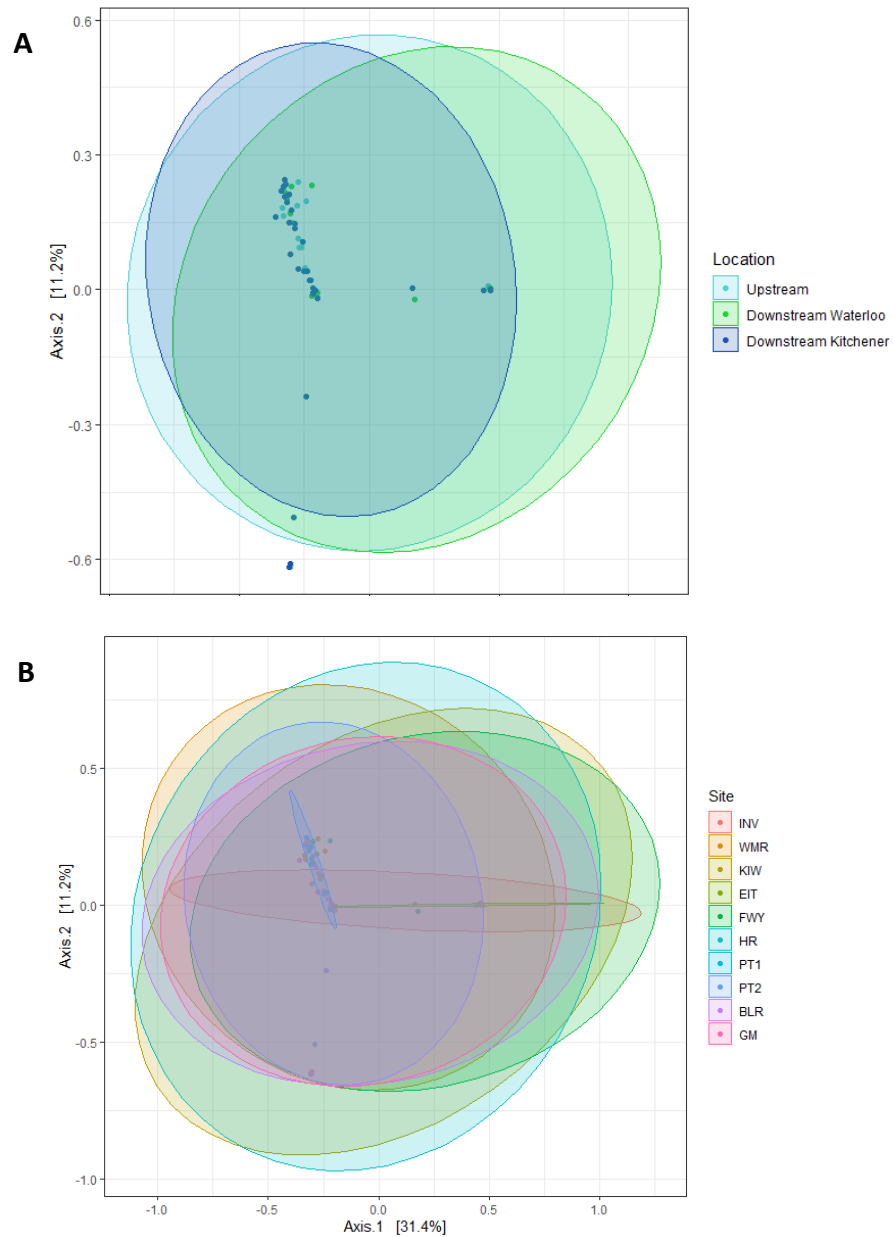 A
0.6
0.3
0.0
-0.3
-0.6
Axis.2 [11.2%]
Location
Upstream
Downstream Waterloo
Downstream Kitchener
B
0.5
0.0
-0.5
-1.0
Axis.2 [11.2%]
-1.0 -0.5 0.0 0.5 1.0
Axis.1 [31.4%]
Site
INV
WMR
KIW
EIT
FWY
HR
PT1
PT2
BLR
GM